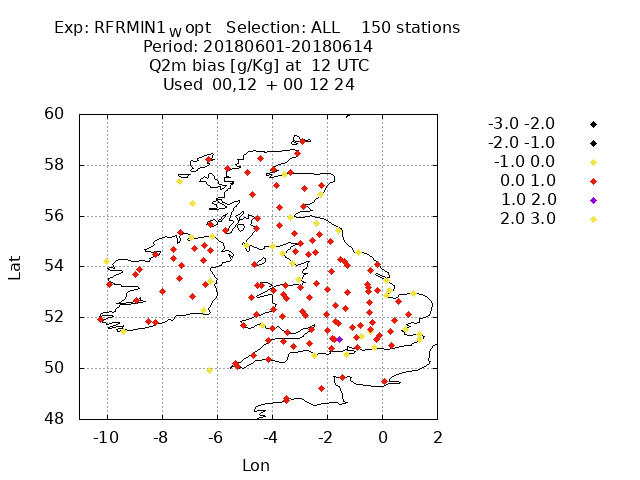 Exp: RFRMIN1_W opt Selection: ALL 150 stations
Period: 20180601-20180614
Q2m bias [g/Kg] at 12 UTC
Used 00,12 + 00 12 24
-3.0 -2.0
-2.0 -1.0
-1.0 0.0
0.0 1.0
1.0 2.0
2.0 3.0
60
58
56
54
52
50
48
Lat
-10 -8 -6 -4 -2 0 2
Lon